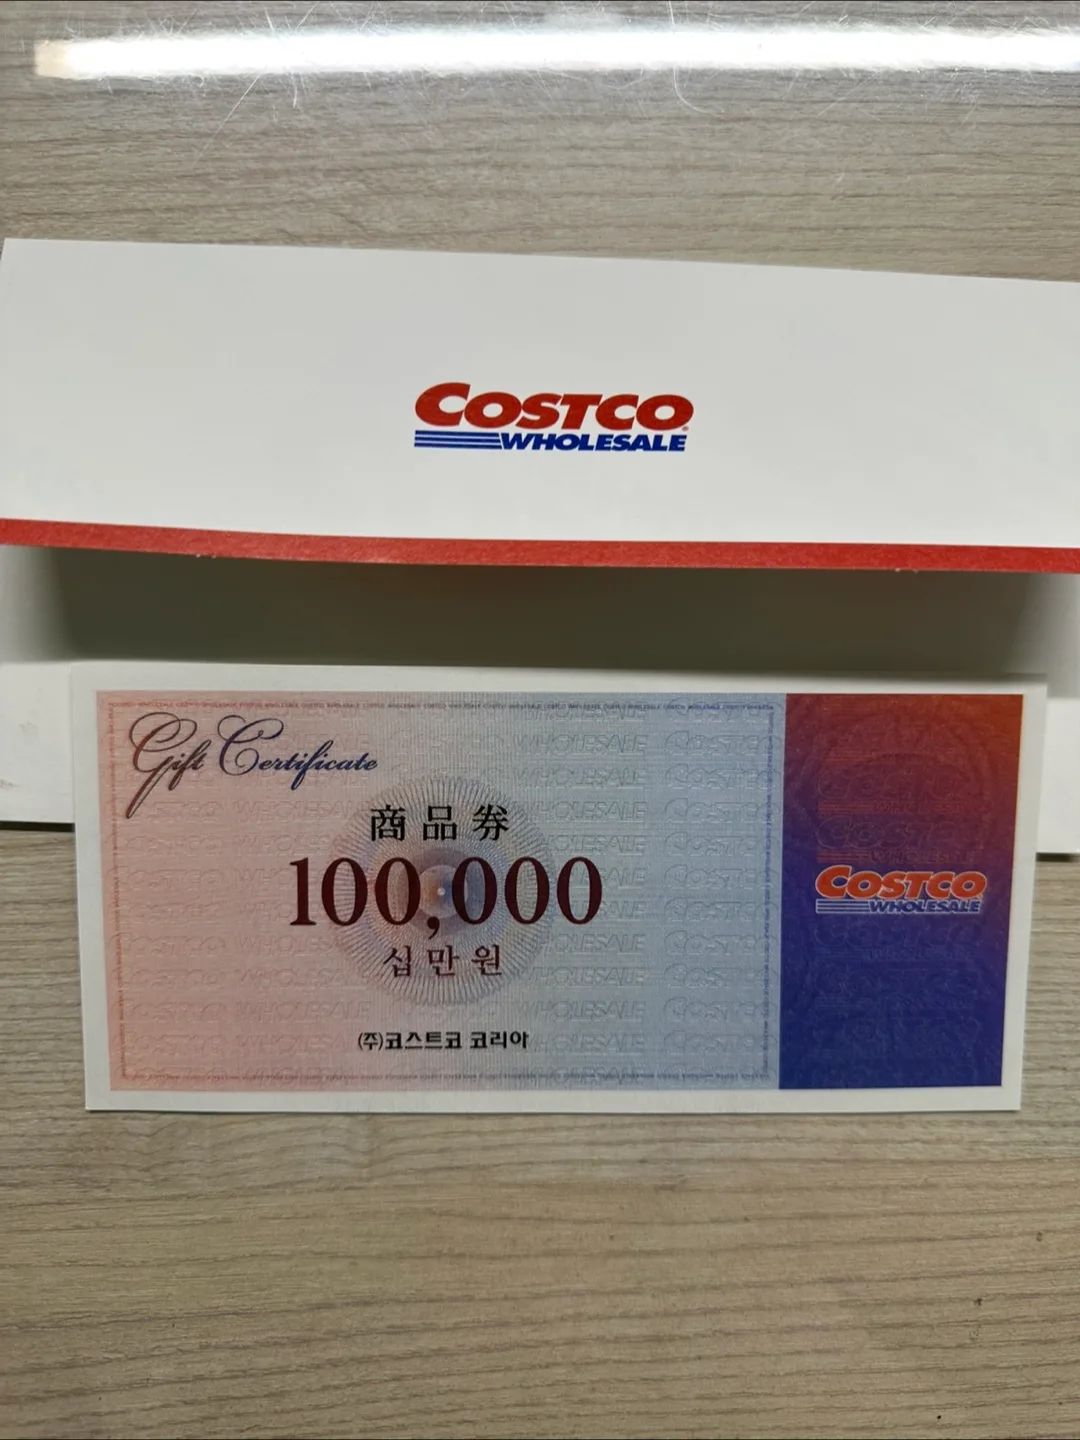 COSTCO
WHOLESALE
Gift Certificate
商品券
100,000
십만원
(주)코스트코 코리아
COSTCO
WHOLESALE